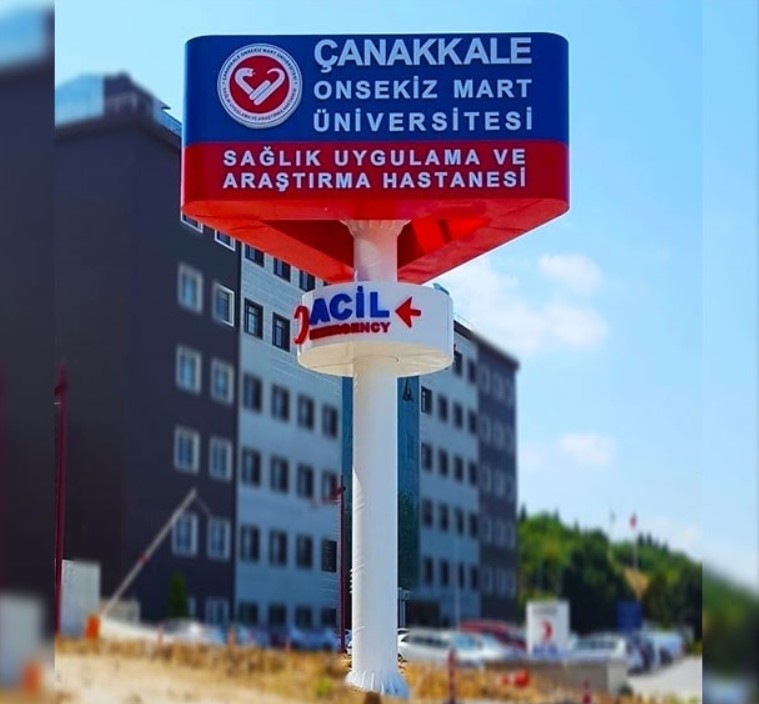 ÇANAKKALE
ONSEKİZ MART
ÜNİVERSİTESİ
SAĞLIK UYGULAMA VE
ARAŞTIRMA HASTANESİ
ACİL
EMERGENCY